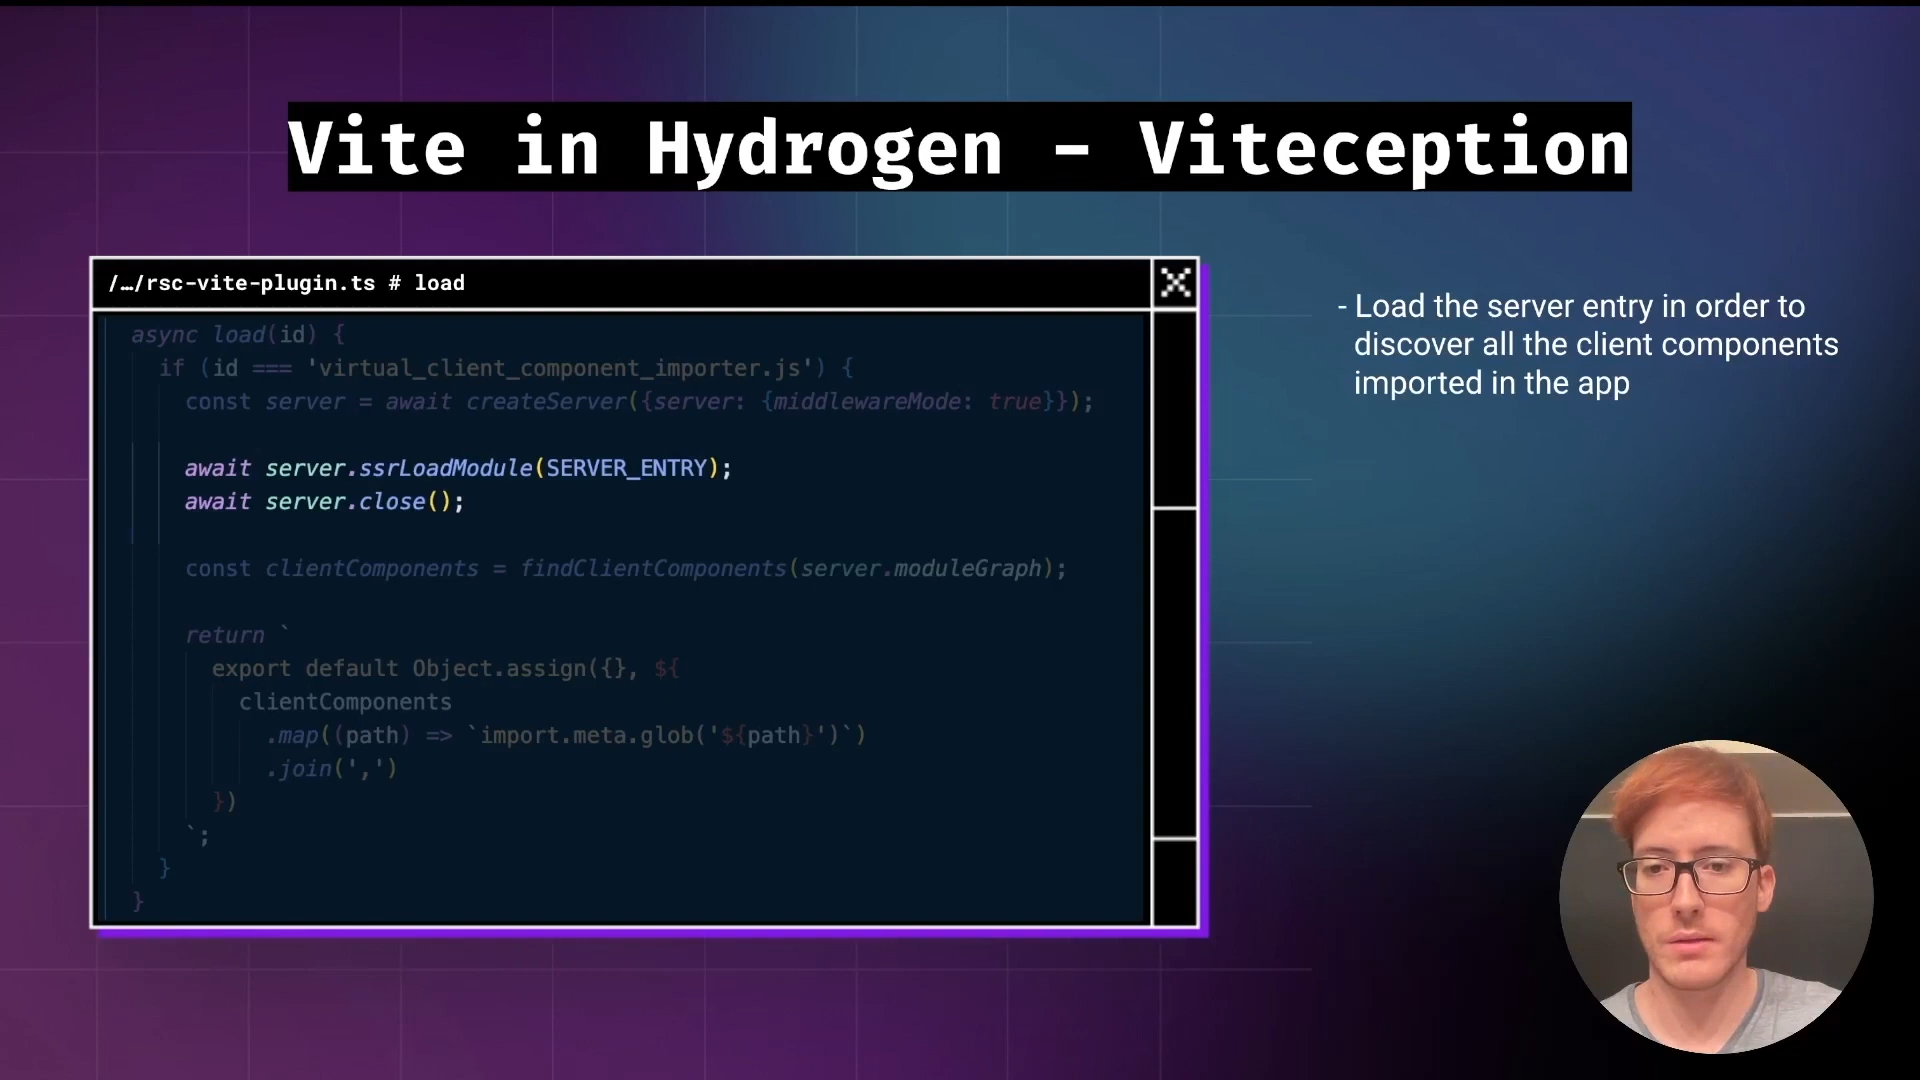 Vite in Hydrogen - Viteception
/…/rsc-vite-plugin.ts # load
async load(id) {
if (id === 'virtual_client_component_importer.js') {
const server = await createServer({server: {middlewareMode: true}});
await server.ssrLoadModule(SERVER_ENTRY);
await server.close();
const clientComponents = findClientComponents(server.moduleGraph);
return `
export default Object.assign({}, ${
clientComponents
.map((path) => `import.meta.glob('${path}')`)
.join(',')
})
`;
}
}
- Load the server entry in order to
discover all the client components
imported in the app